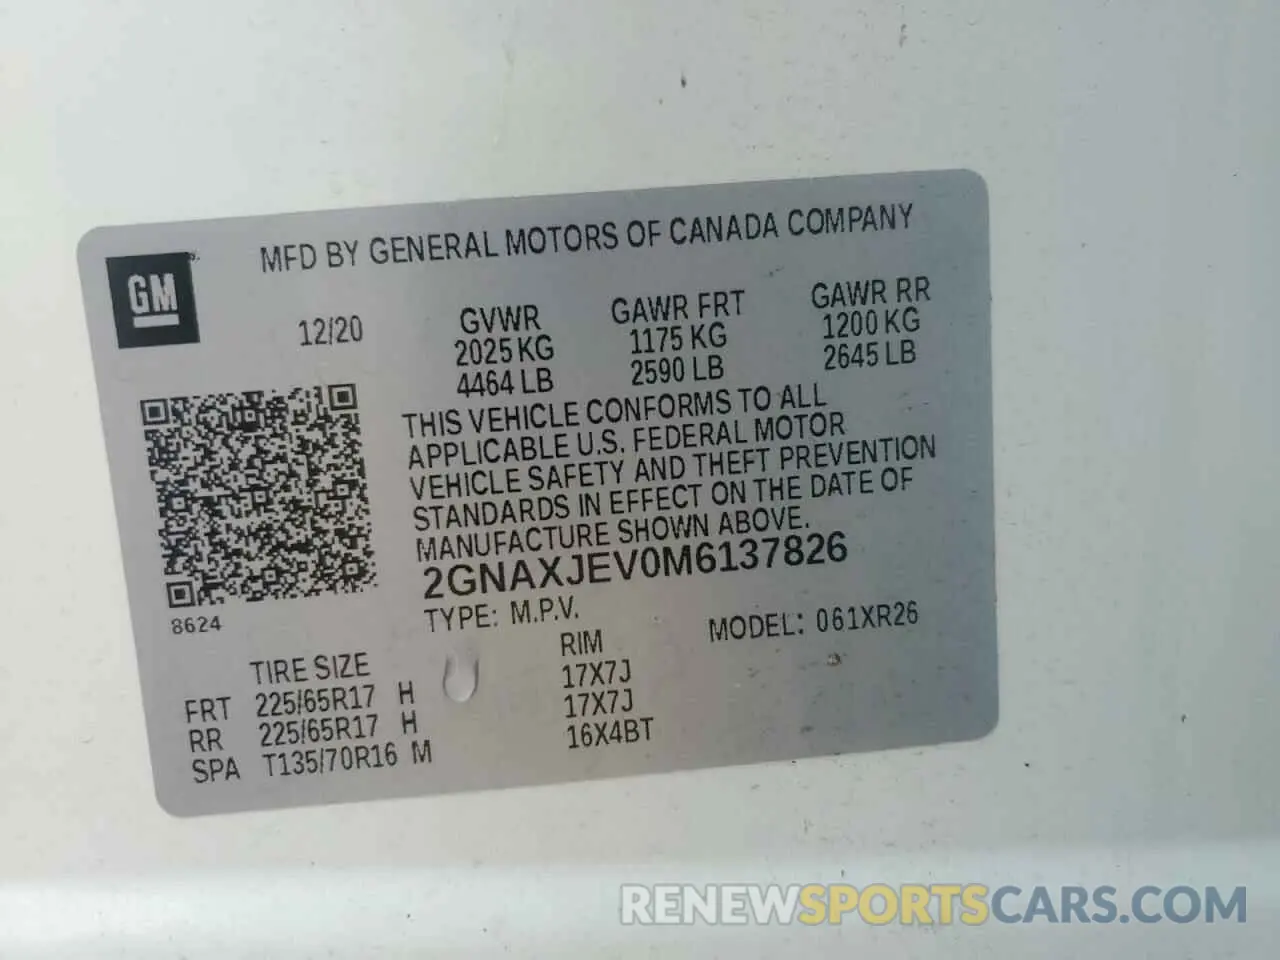 MFD BY GENERAL MOTORS OF CANADA COMPANY
GM
12/20
GVWR GAWR FRT GAWR RR
2025 KG 1175 KG 1200 KG
4464 LB 2590 LB 2645 LB
THIS VEHICLE CONFORMS TO ALL
APPLICABLE U.S. FEDERAL MOTOR
VEHICLE SAFETY AND THEFT PREVENTION
STANDARDS IN EFFECT ON THE DATE OF
MANUFACTURE SHOWN ABOVE.
2GNAXJEV0M6137826
8624
TYPE: M.P.V. MODEL: 061XR26
TIRE SIZE RIM
FRT 225/65R17 H 17X7J
RR 225/65R17 H 17X7J
SPA T135/70R16 M 16X4BT
RENEWSPORTSCARS.COM